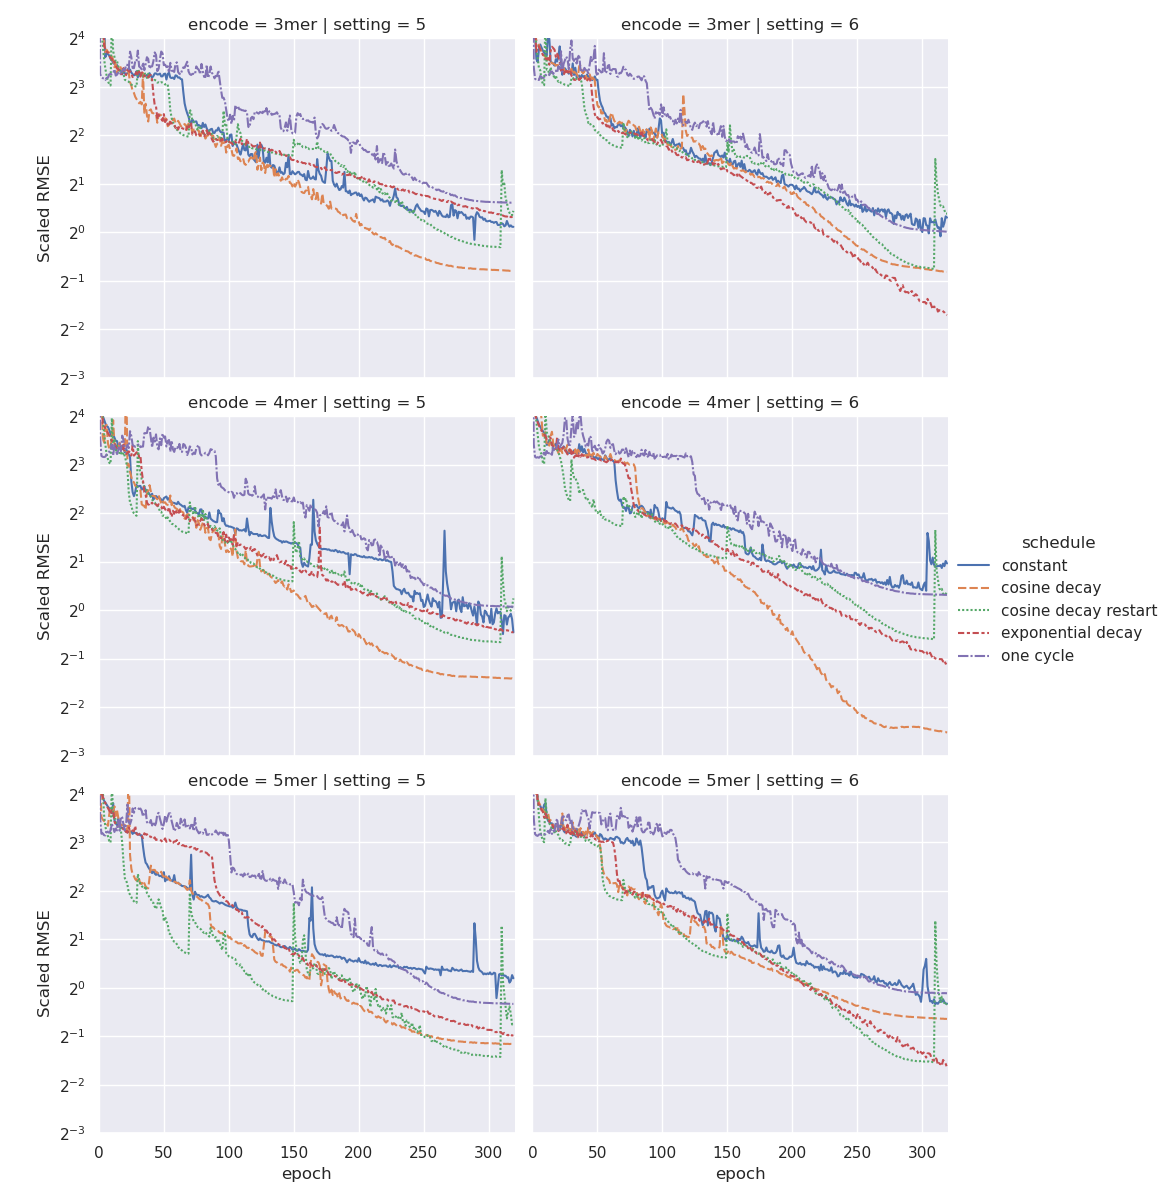 encode = 3mer | setting = 5
encode = 3mer | setting = 6
2^4
2^3
2^2
2^1
2^0
2^−1
2^−2
2^−3
Scaled RMSE
encode = 4mer | setting = 5
encode = 4mer | setting = 6
2^4
2^3
2^2
2^1
2^0
2^−1
2^−2
2^−3
Scaled RMSE
schedule
constant
cosine decay
cosine decay restart
exponential decay
one cycle
encode = 5mer | setting = 5
encode = 5mer | setting = 6
2^4
2^3
2^2
2^1
2^0
2^−1
2^−2
2^−3
Scaled RMSE
0 50 100 150 200 250 300
0 50 100 150 200 250 300
epoch
epoch